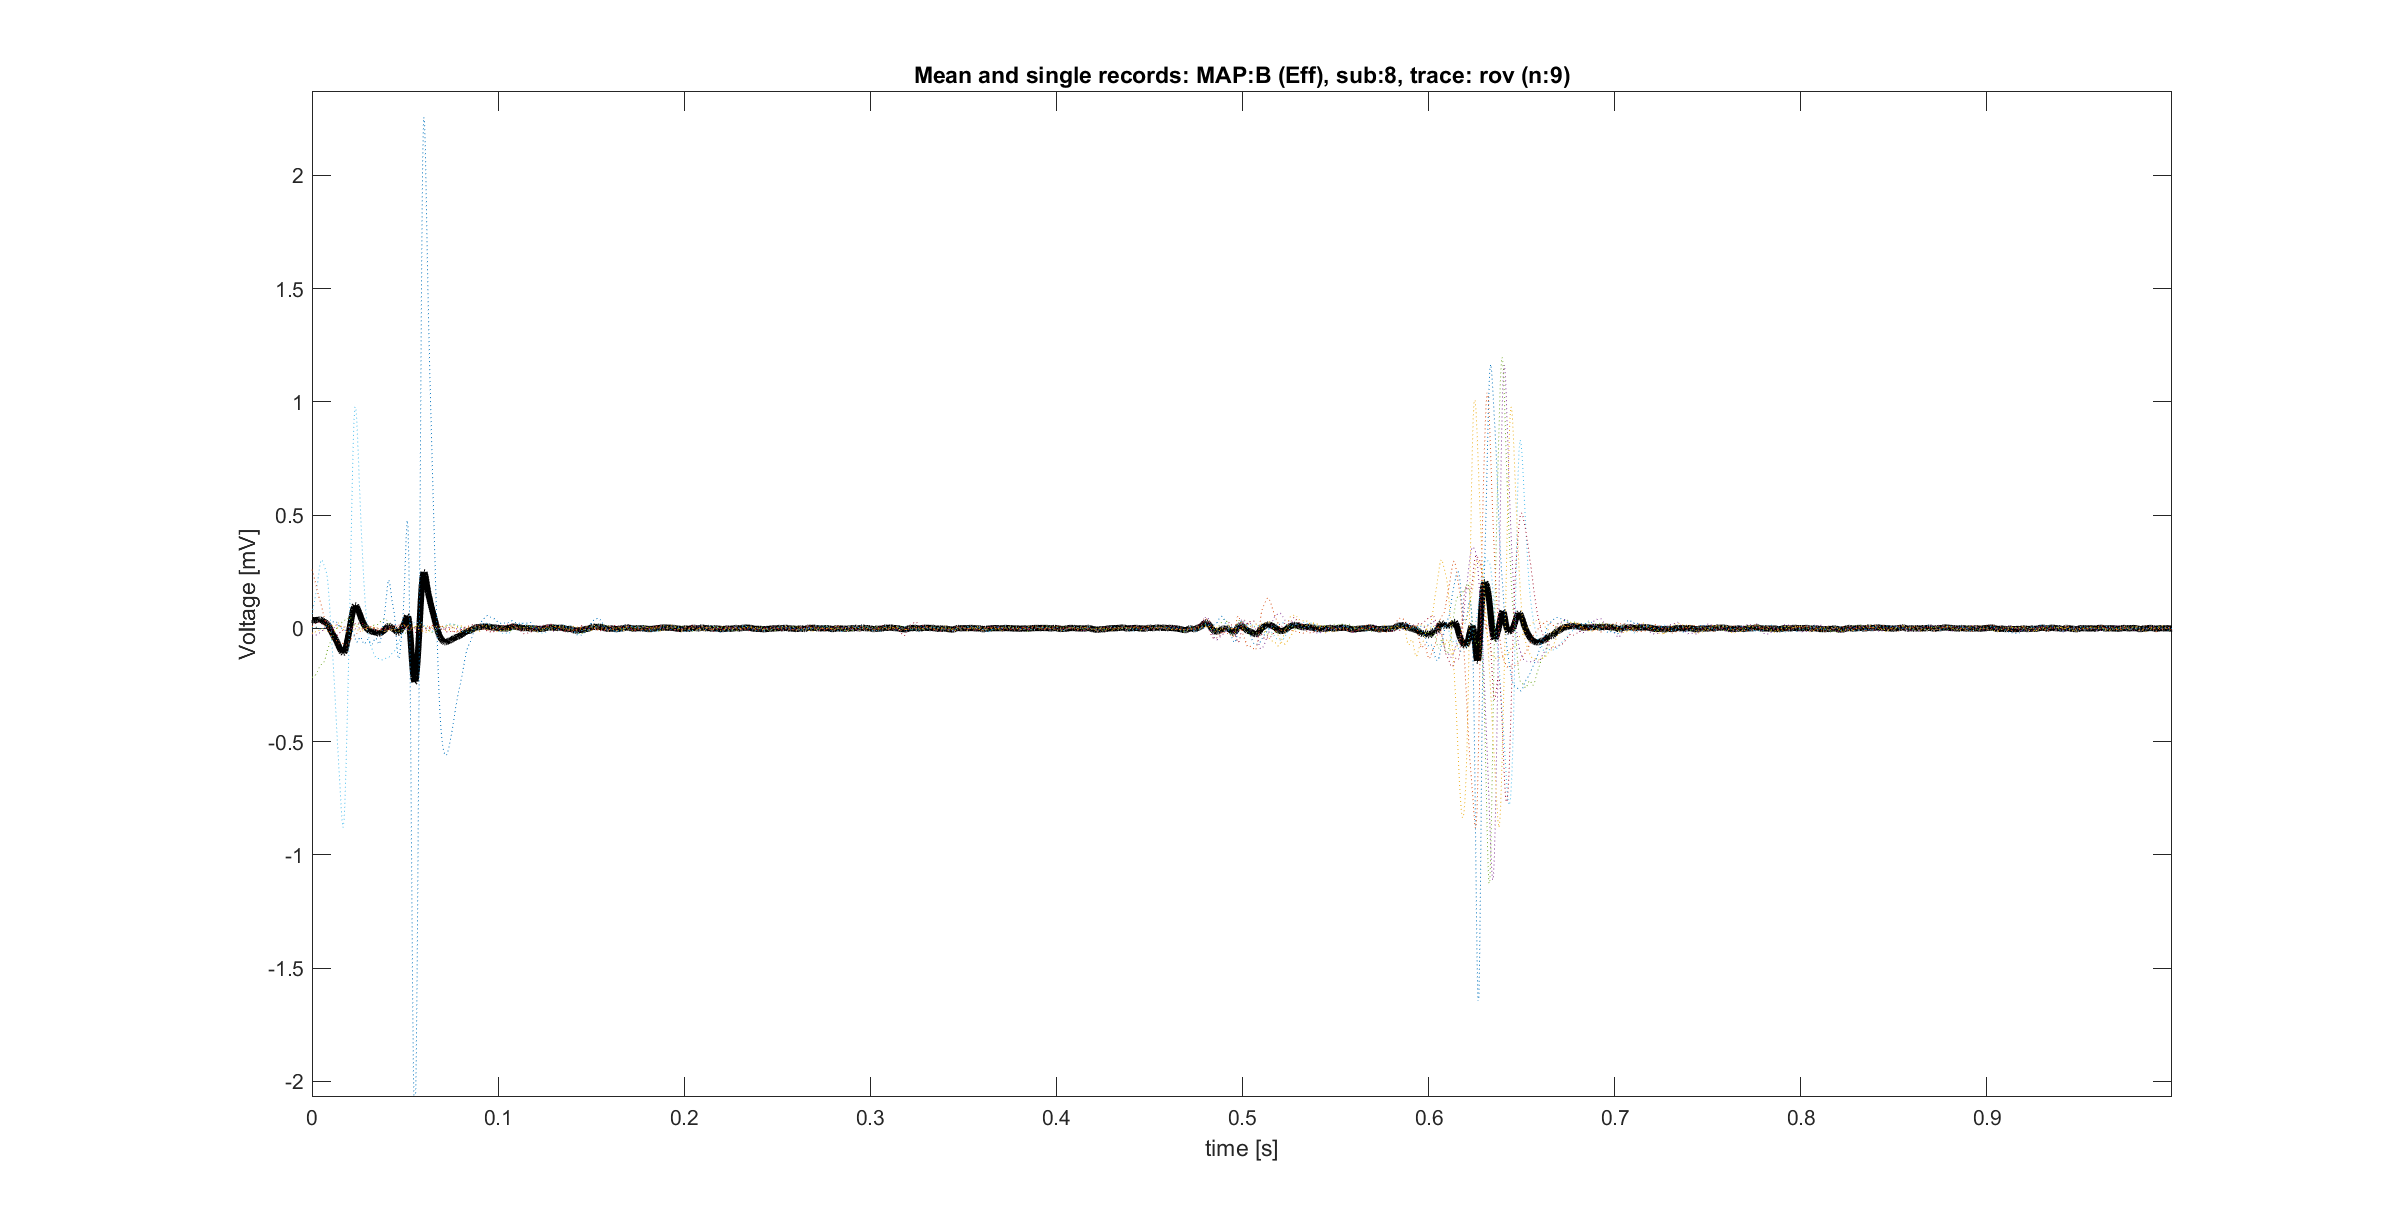 Mean and single records: MAP:B (Eff), sub:8, trace: rov (n:9)
Voltage [mV]
2
1.5
1
0.5
0
-0.5
-1
-1.5
-2
0 0.1 0.2 0.3 0.4 0.5 0.6 0.7 0.8 0.9
time [s]